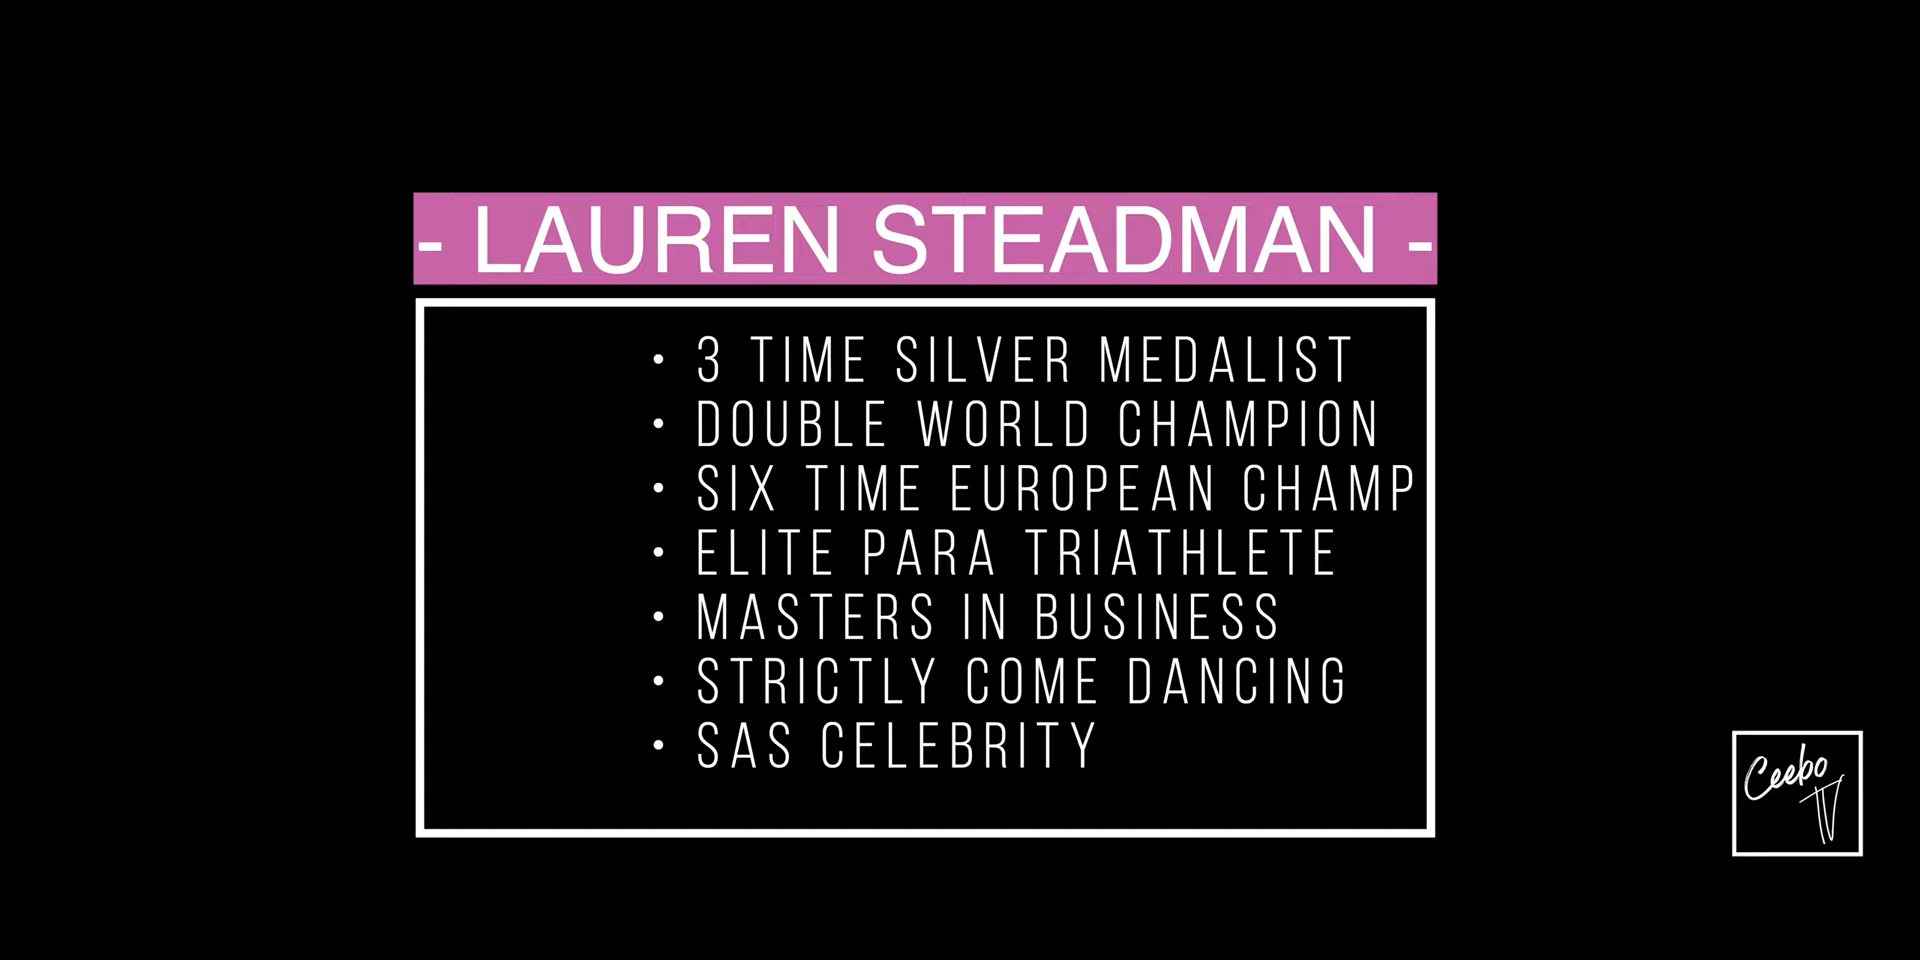 - LAUREN STEADMAN -
• 3 TIME SILVER MEDALIST
• DOUBLE WORLD CHAMPION
• SIX TIME EUROPEAN CHAMP
• ELITE PARA TRIATHLETE
• MASTERS IN BUSINESS
• STRICTLY COME DANCING
• SAS CELEBRITY
Ceebo
TV